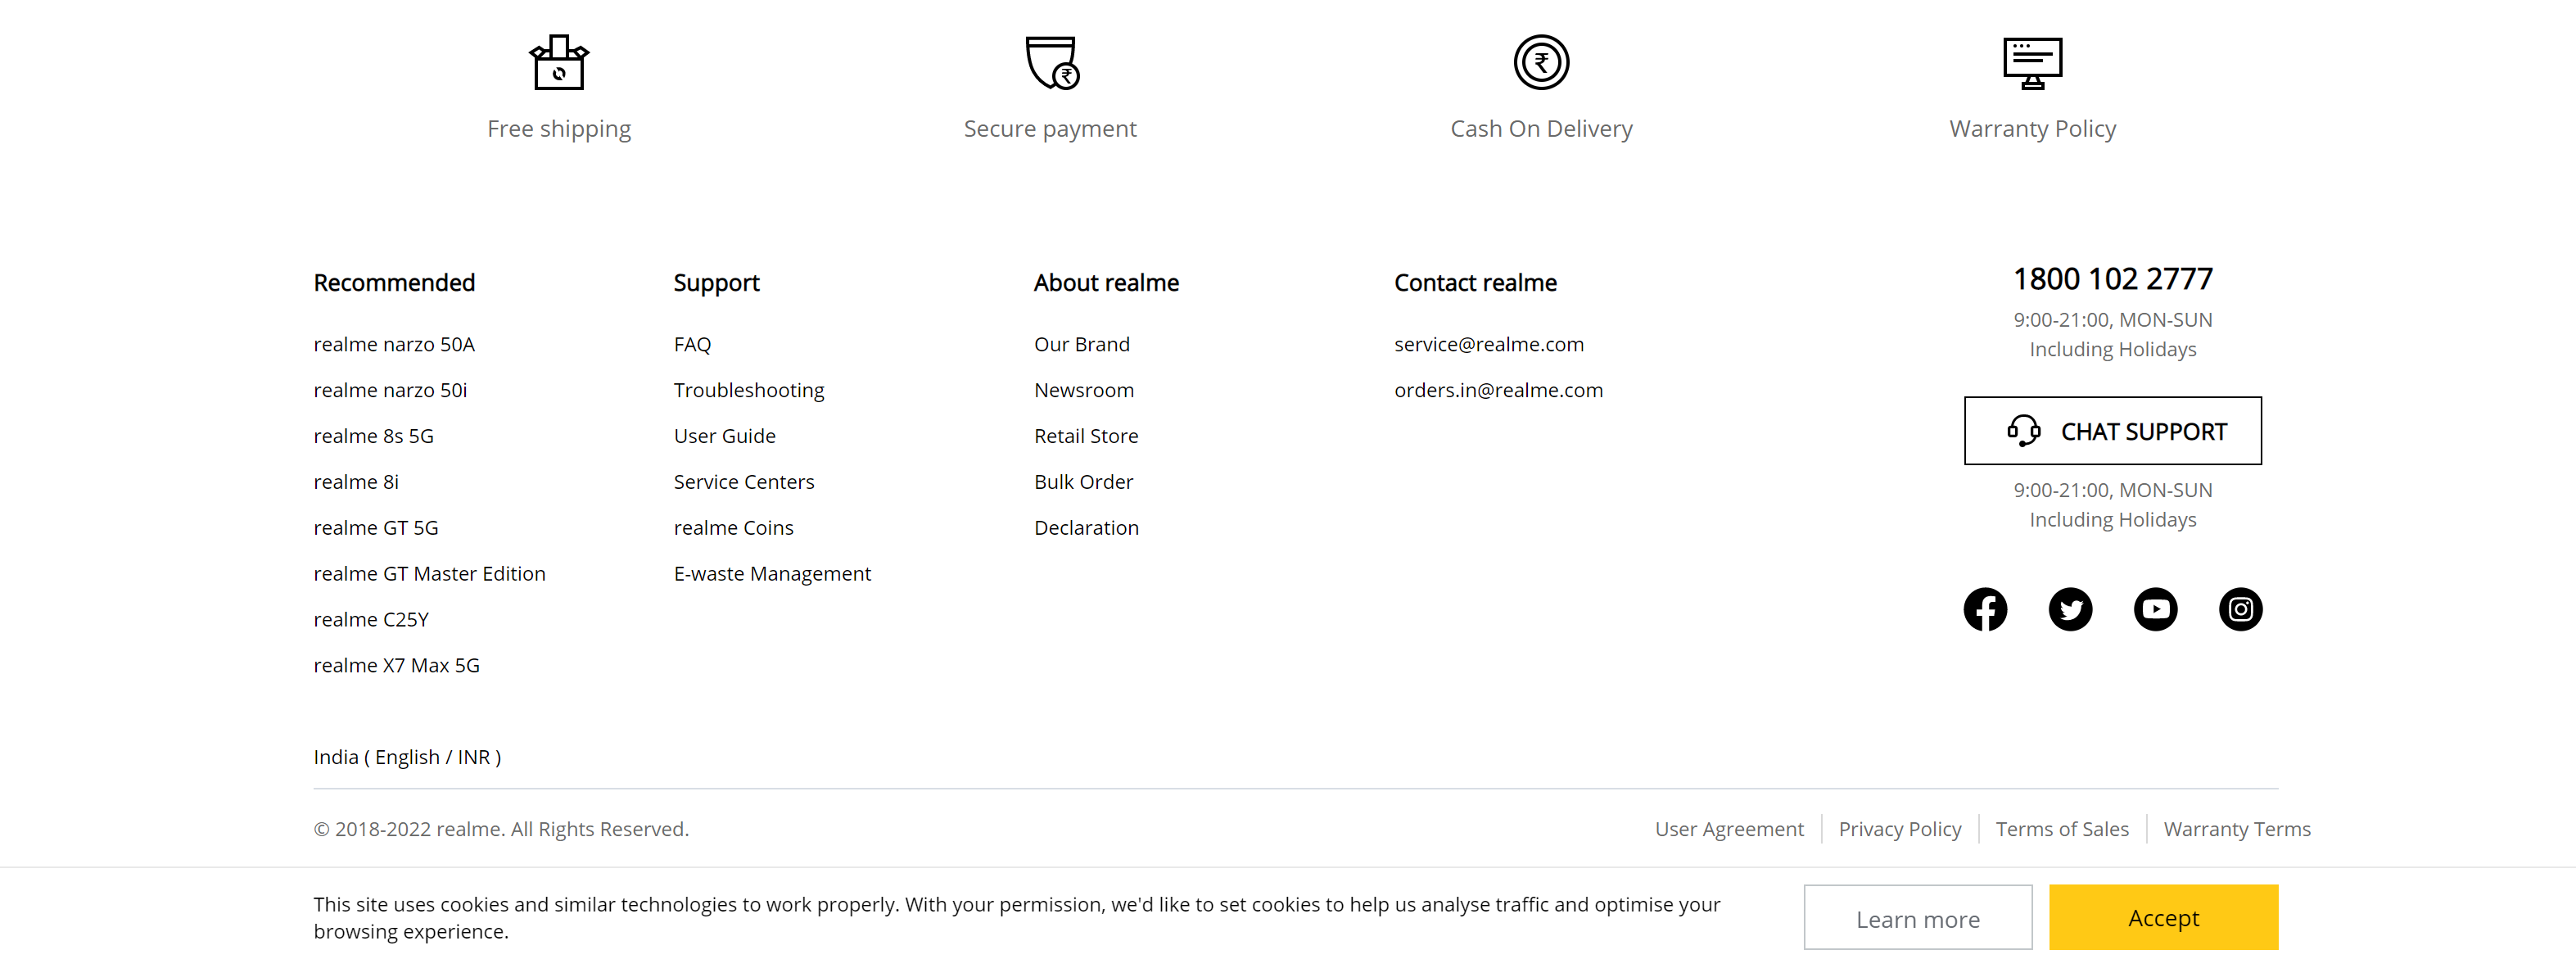 Free shipping
Secure payment
Cash On Delivery
Warranty Policy
Recommended
realme narzo 50A
realme narzo 50i
realme 8s 5G
realme 8i
realme GT 5G
realme GT Master Edition
realme C25Y
realme X7 Max 5G
Support
FAQ
Troubleshooting
User Guide
Service Centers
realme Coins
E-waste Management
About realme
Our Brand
Newsroom
Retail Store
Bulk Order
Declaration
Contact realme
service@realme.com
orders.in@realme.com
1800 102 2777
9:00-21:00, MON-SUN
Including Holidays
CHAT SUPPORT
9:00-21:00, MON-SUN
Including Holidays
India ( English / INR )
© 2018-2022 realme. All Rights Reserved.
User Agreement
Privacy Policy
Terms of Sales
Warranty Terms
This site uses cookies and similar technologies to work properly. With your permission, we'd like to set cookies to help us analyse traffic and optimise your
browsing experience.
Learn more
Accept